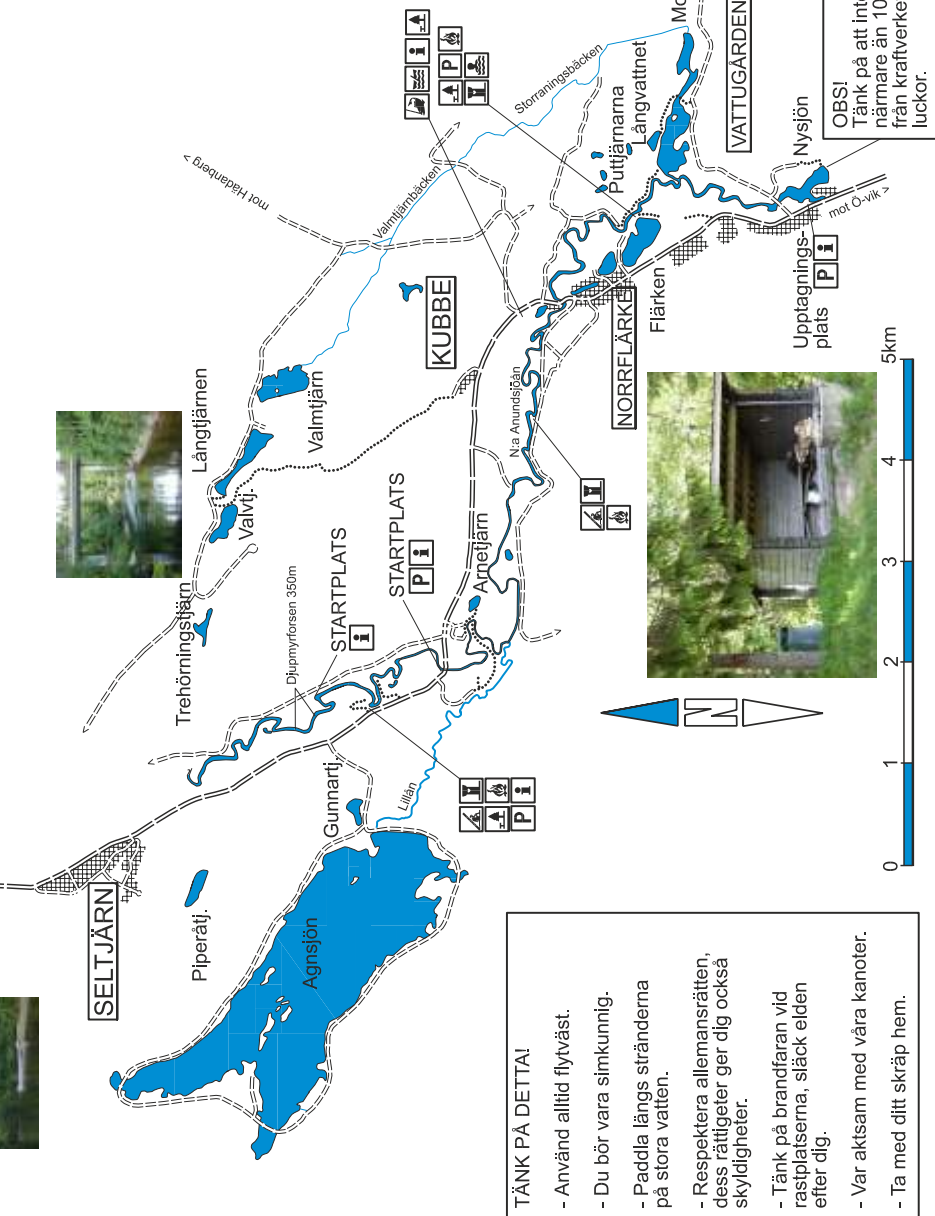 SELTJÄRN
Piperåtj.
Agnsjön
Gunnartj.
Lillån
Trehörningstjärn
Djupmyrforsen 350m
STARTPLATS
i
STARTPLATS
P i
Arnetjärn
Valvtj.
Långtjärnen
Valmtjärn
KUBBE
mot Hädanberg >
Valmtjärnbäcken
Storraningsbäcken
N:a Anundsjöån
NORRFLÄRKE
Flärken
Puttjärnarna
Långvattnet
Mo
VATTUGÅRDEN
Nysjön
mot Ö-vik >
Upptagnings-
plats
P i
i
P
P i
N
0 1 2 3 4 5km
OBS!
Tänk på att inte
närmare än 10
från kraftverke
luckor.
TÄNK PÅ DETTA!
- Använd alltid flytväst.
- Du bör vara simkunnig.
- Paddla längs stränderna
på stora vatten.
- Respektera allemansrätten,
dess rättigeter ger dig också
skyldigheter.
- Tänk på brandfaran vid
rastplatserna, släck elden
efter dig.
- Var aktsam med våra kanoter.
- Ta med ditt skräp hem.